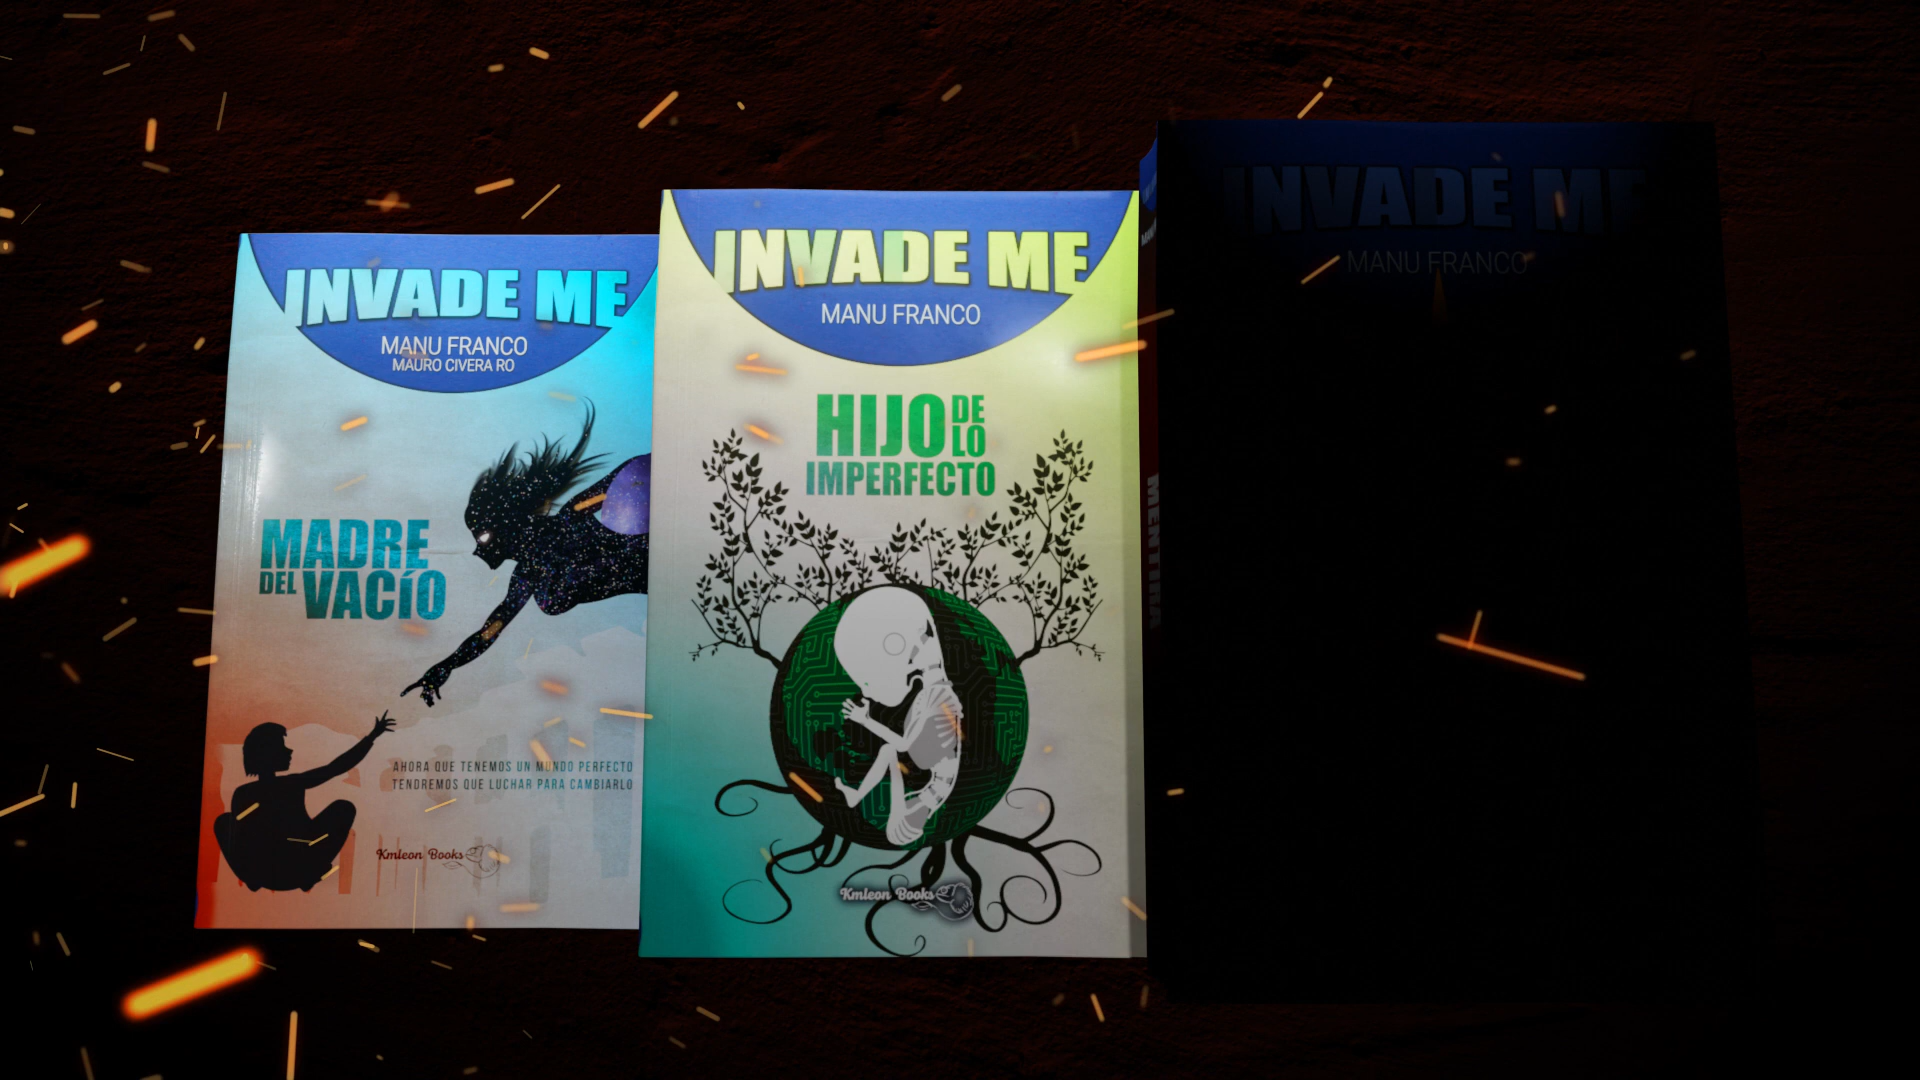 INVADE ME
MANU FRANCO
MAURO CIVERA RO
MADRE
DEL VACÍO
AHORA QUE TENEMOS UN MUNDO PERFECTO
TENDREMOS QUE LUCHAR PARA CAMBIARLO
Kmleon Books
INVADE ME
MANU FRANCO
HIJO DE LO
IMPERFECTO
Kmleon Books
MENTIRA
INVADE ME
MANU FRANCO